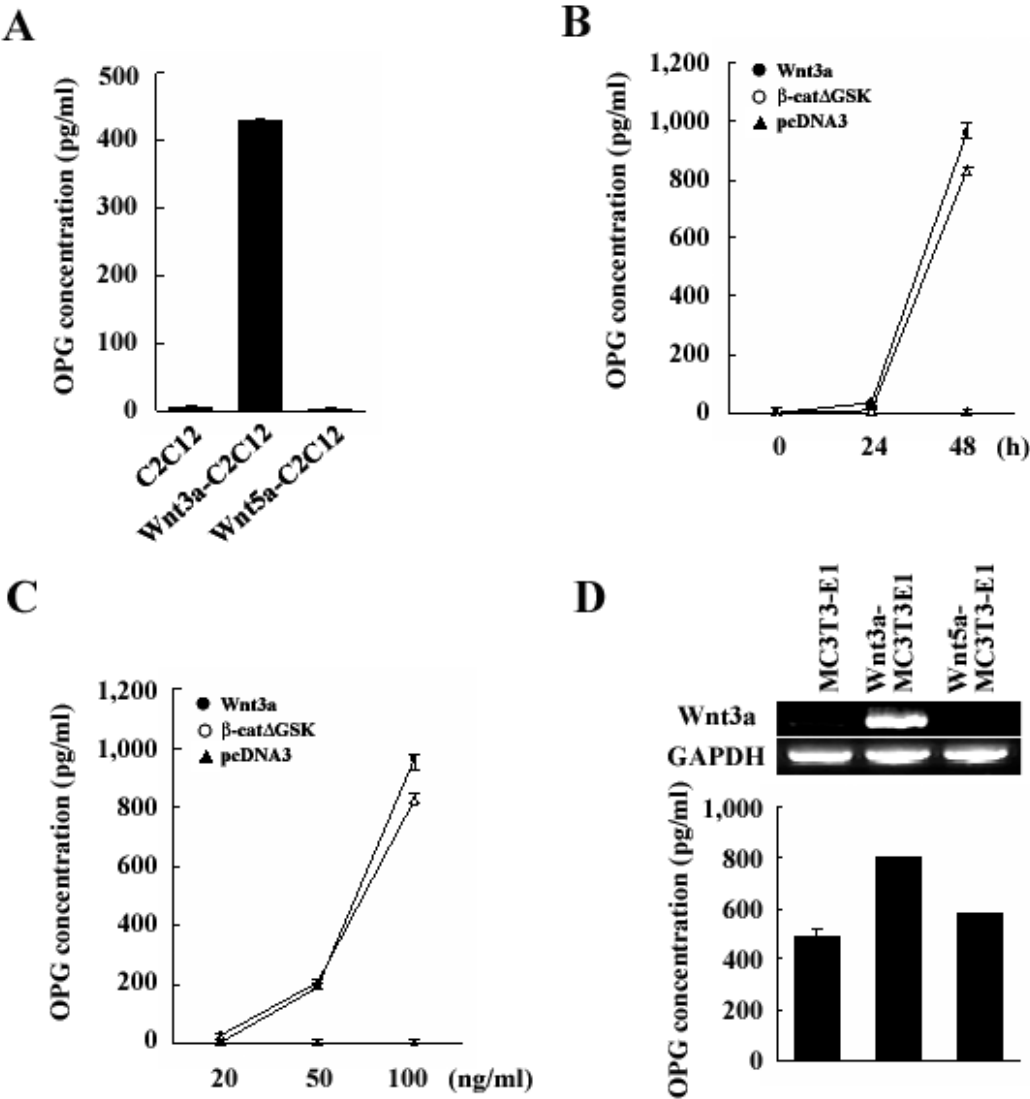 A
OPG concentration (pg/ml)
500
400
300
200
100
0
C2C12
Wnt3a-C2C12
Wnt5a-C2C12
B
OPG concentration (pg/ml)
1,200
1,000
800
600
400
200
0
Wnt3a
β-catΔGSK
pcDNA3
0 24 48 (h)
C
OPG concentration (pg/ml)
1,200
1,000
800
600
400
200
0
Wnt3a
β-catΔGSK
pcDNA3
20 50 100 (ng/ml)
D
MC3T3-E1
Wnt3a-
MC3T3E1
Wnt5a-
MC3T3-E1
Wnt3a
GAPDH
OPG concentration (pg/ml)
1,000
800
600
400
200
0